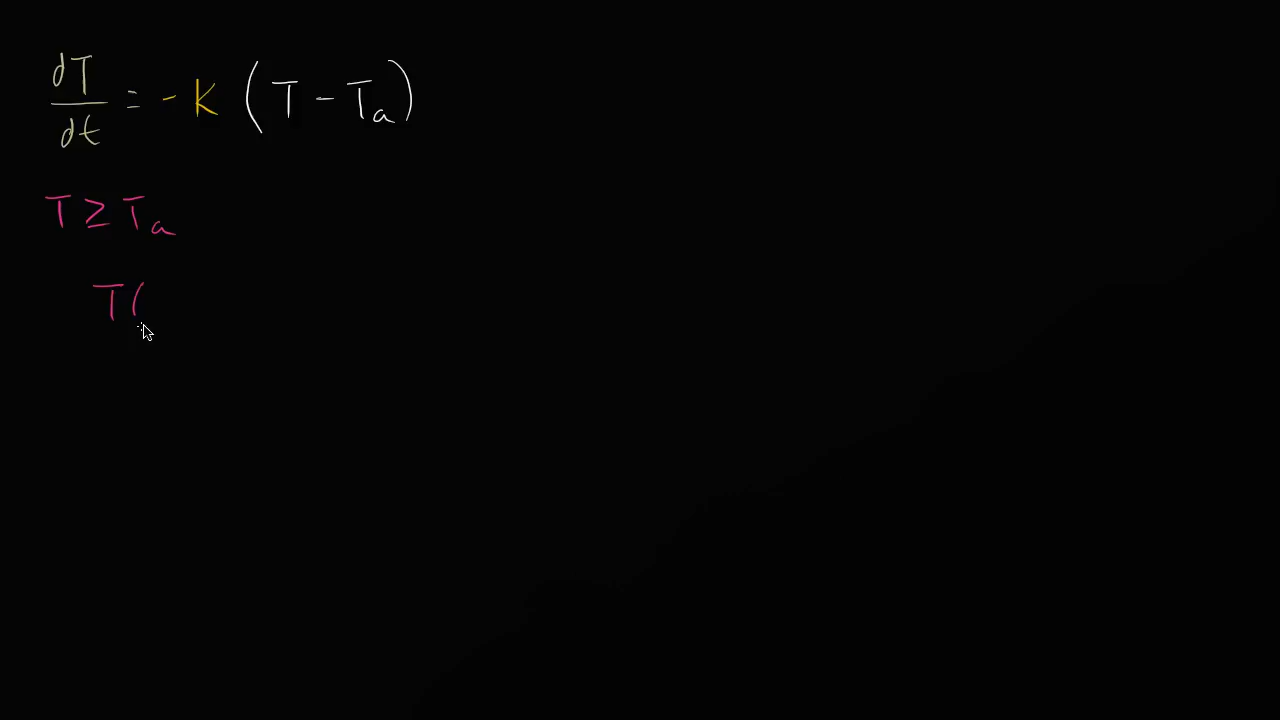 dT/dt = -K (T - Tₐ)
T ≥ Tₐ
T(